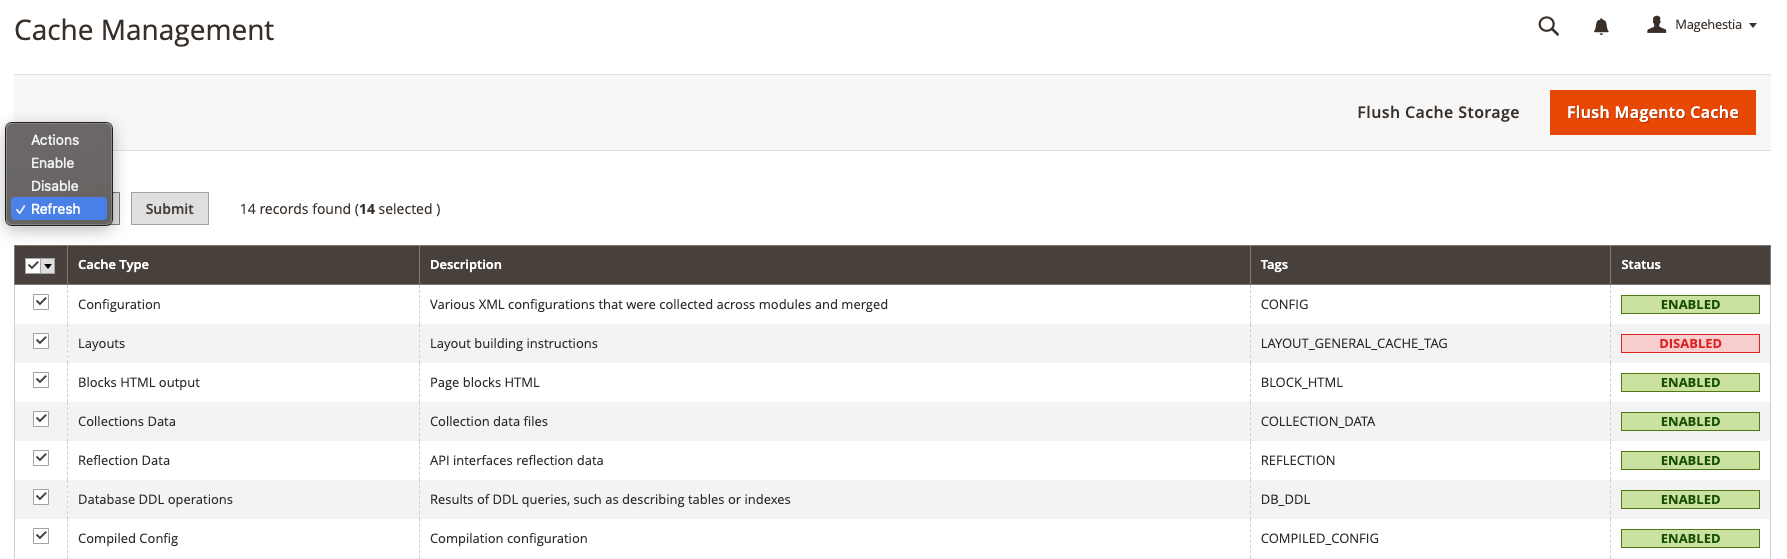 Cache Management
Magehestia
Flush Cache Storage Flush Magento Cache
Actions
Enable
Disable
Refresh
Submit 14 records found (14 selected )
Cache Type Description Tags Status
Configuration Various XML configurations that were collected across modules and merged CONFIG ENABLED
Layouts Layout building instructions LAYOUT_GENERAL_CACHE_TAG DISABLED
Blocks HTML output Page blocks HTML BLOCK_HTML ENABLED
Collections Data Collection data files COLLECTION_DATA ENABLED
Reflection Data API interfaces reflection data REFLECTION ENABLED
Database DDL operations Results of DDL queries, such as describing tables or indexes DB_DDL ENABLED
Compiled Config Compilation configuration COMPILED_CONFIG ENABLED